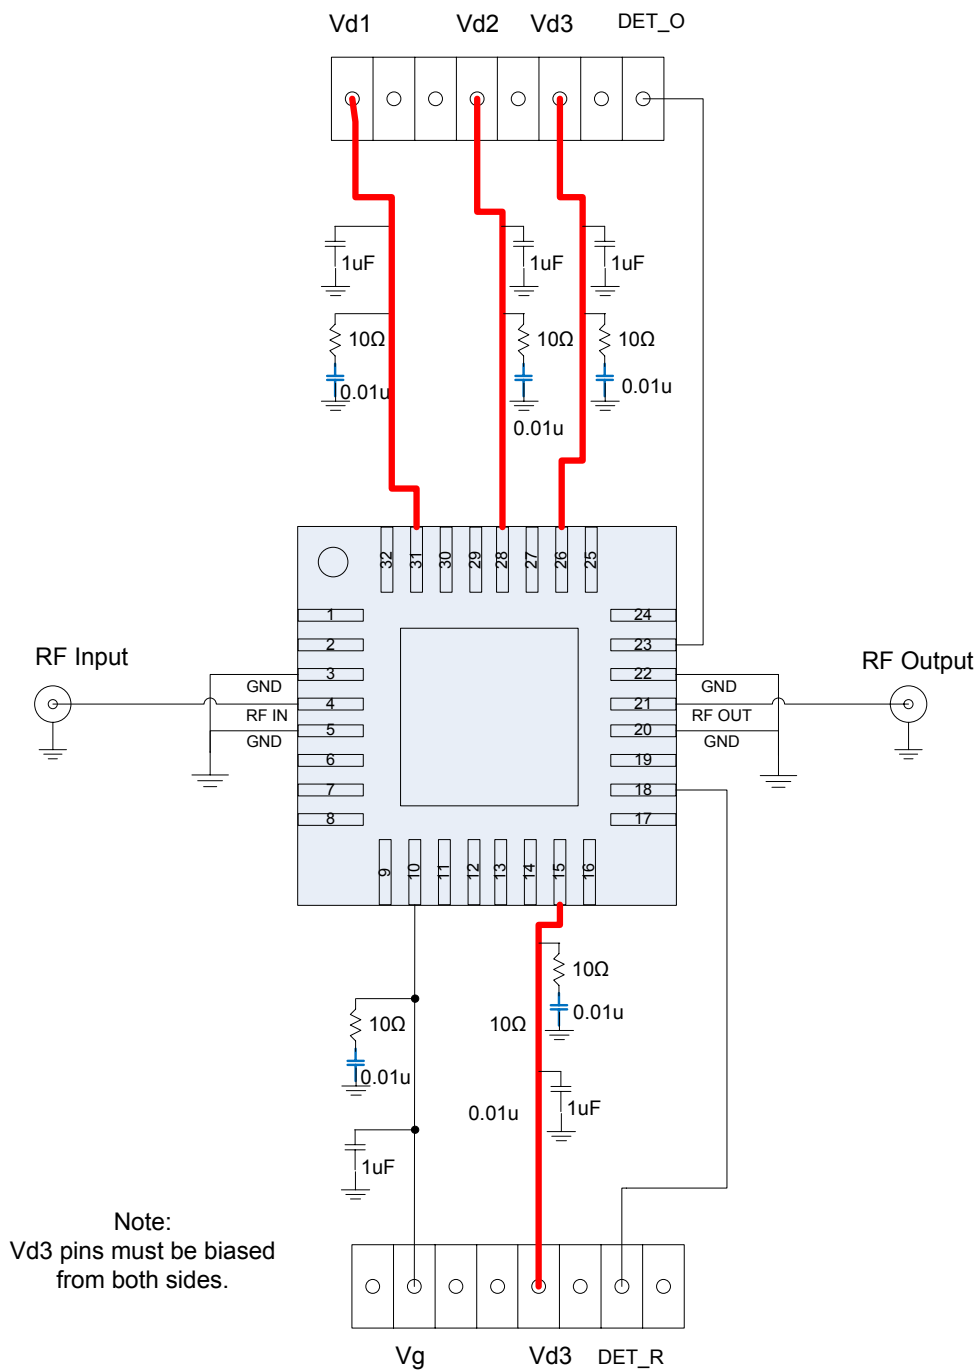 Vd1
Vd2
Vd3
DET_O
1uF
1uF
1uF
10Ω
10Ω
10Ω
0.01u
0.01u
0.01u
32
31
30
29
28
27
26
25
1
24
2
23
RF Input
RF Output
3
22
GND
GND
4
21
RF IN
RF OUT
5
20
GND
GND
6
19
7
18
8
17
9
10
11
12
13
14
15
16
10Ω
0.01u
10Ω
10Ω
0.01u
0.01u
1uF
1uF
Note:
Vd3 pins must be biased
from both sides.
Vg
Vd3
DET_R